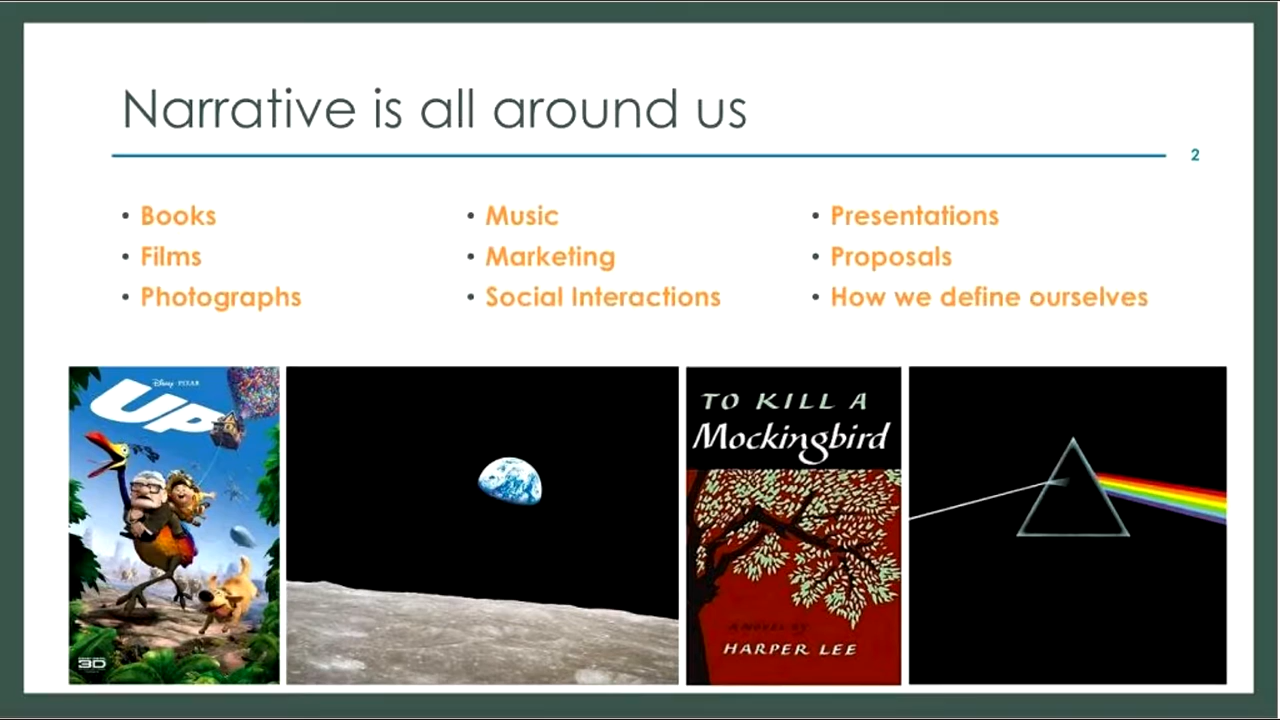 Narrative is all around us
2
• Books
• Films
• Photographs
• Music
• Marketing
• Social Interactions
• Presentations
• Proposals
• How we define ourselves
Disney · PIXAR
UP
3D
TO KILL A
Mockingbird
a novel by
HARPER LEE